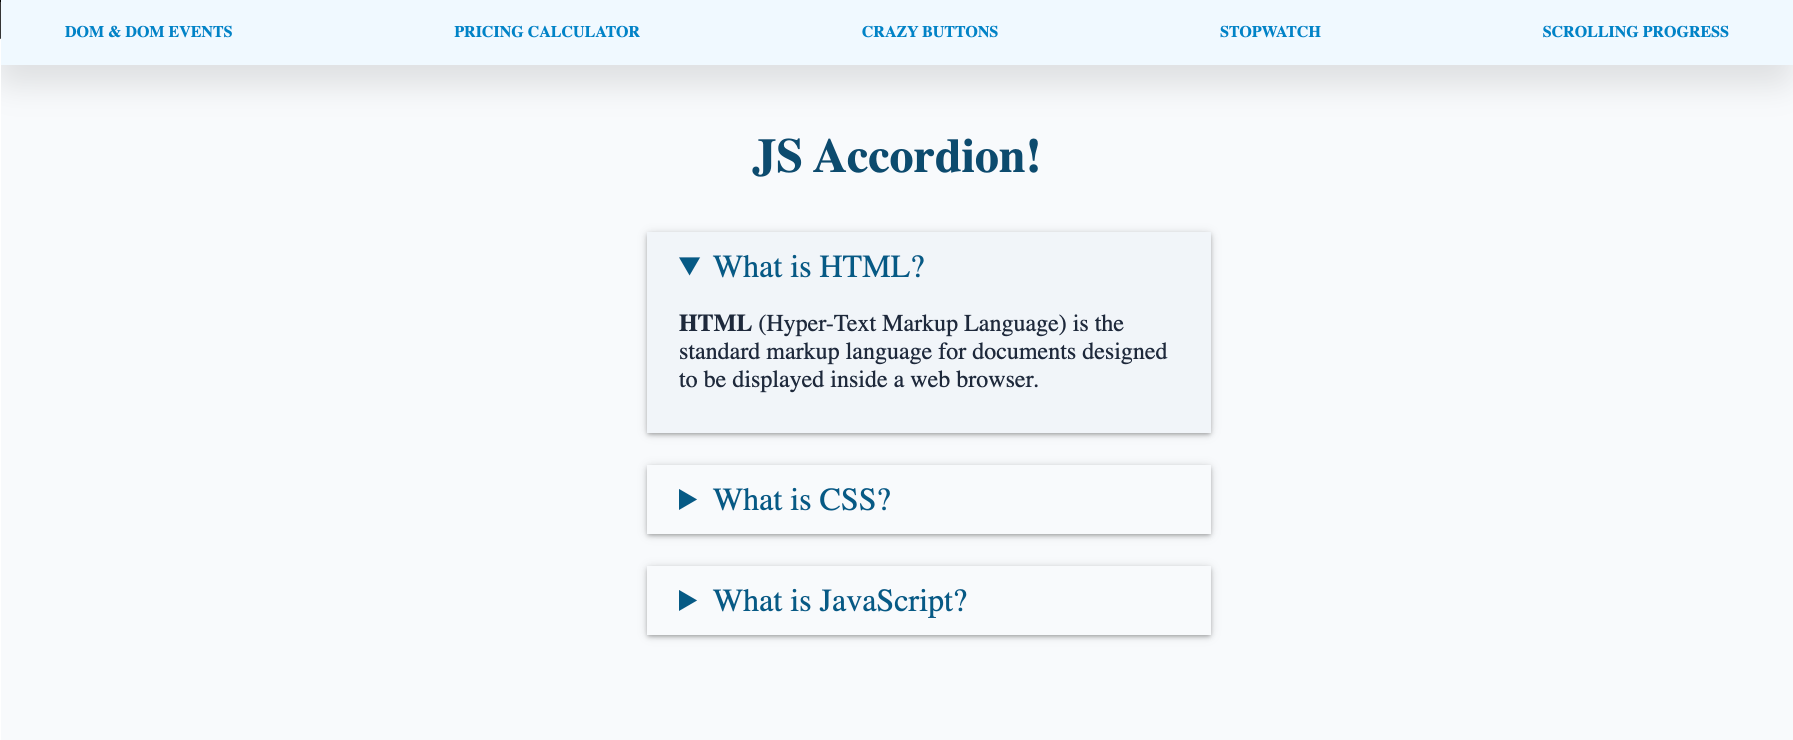 DOM & DOM EVENTS PRICING CALCULATOR CRAZY BUTTONS STOPWATCH SCROLLING PROGRESS
JS Accordion!
What is HTML?
HTML (Hyper-Text Markup Language) is the
standard markup language for documents designed
to be displayed inside a web browser.
What is CSS?
What is JavaScript?